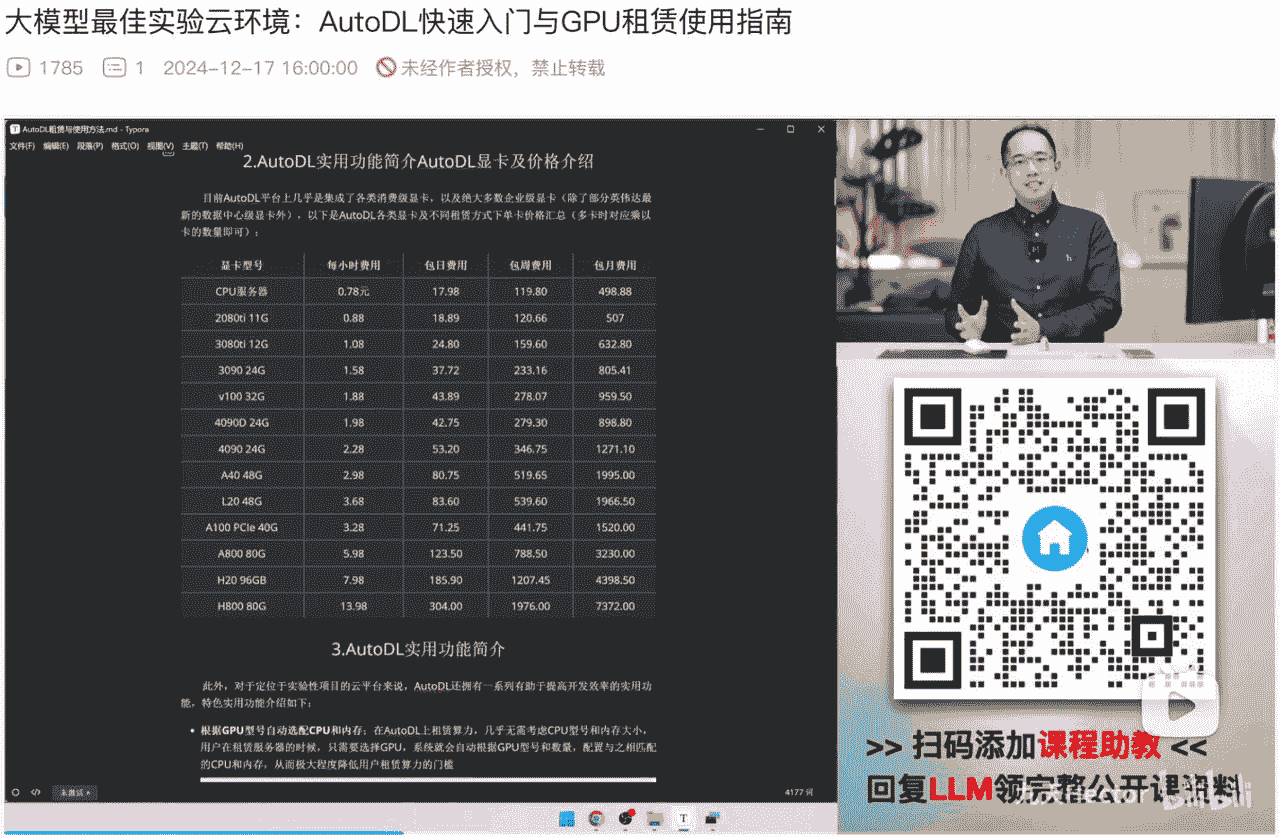 大模型最佳实验云环境：AutoDL快速入门与GPU租赁使用指南
1785 1 2024-12-17 16:00:00 未经作者授权，禁止转载
AutoDL租赁与使用方法.md - Typora
文件(F) 编辑(E) 段落(P) 格式(O) 视图(V) 主题(T) 帮助(H)
2.AutoDL实用功能简介AutoDL显卡及价格介绍
目前AutoDL平台上几乎是集成了各类消费级显卡，以及绝大多数企业级显卡（除了部分英伟达最
新的数据中心级显卡外），以下是AutoDL各类显卡及不同租赁方式下单卡价格汇总（多卡时对应乘以
卡的数量即可）：
显卡型号 每小时费用 包日费用 包周费用 包月费用
CPU服务器 0.78元 17.98 119.80 498.88
2080ti 11G 0.88 18.89 120.66 507
3080ti 12G 1.08 24.80 159.60 632.80
3090 24G 1.58 37.72 233.16 805.41
v100 32G 1.88 43.89 278.07 959.50
4090D 24G 1.98 42.75 279.30 898.80
4090 24G 2.28 53.20 346.75 1271.10
A40 48G 2.98 80.75 519.65 1995.00
L20 48G 3.68 83.60 539.60 1966.50
A100 PCIe 40G 3.28 71.25 441.75 1520.00
A800 80G 5.98 123.50 788.50 3230.00
H20 96GB 7.98 185.90 1207.45 4398.50
H800 80G 13.98 304.00 1976.00 7372.00
3.AutoDL实用功能简介
此外，对于定位于实验性项目的云平台来说，AutoDL还拥有一系列有助于提高开发效率的实用功
能，特色实用功能介绍如下：
根据GPU型号自动选配CPU和内存：在AutoDL上租赁算力，几乎无需考虑CPU型号和内存大小，
用户在租赁服务器的时候，只需要选择GPU，系统就会自动根据GPU型号和数量，配置与之相匹配
的CPU和内存，从而极大程度降低用户租赁算力的门槛
未激活 × 4177 词
>> 扫码添加课程助教 <<
回复LLM领完整公开课资料
bilibili